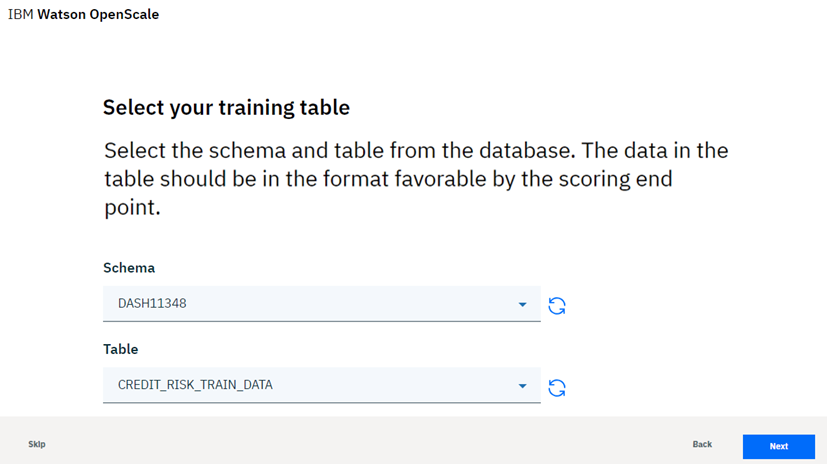 IBM Watson OpenScale
Select your training table
Select the schema and table from the database. The data in the
table should be in the format favorable by the scoring end
point.
Schema
DASH11348
Table
CREDIT_RISK_TRAIN_DATA
Skip
Back
Next